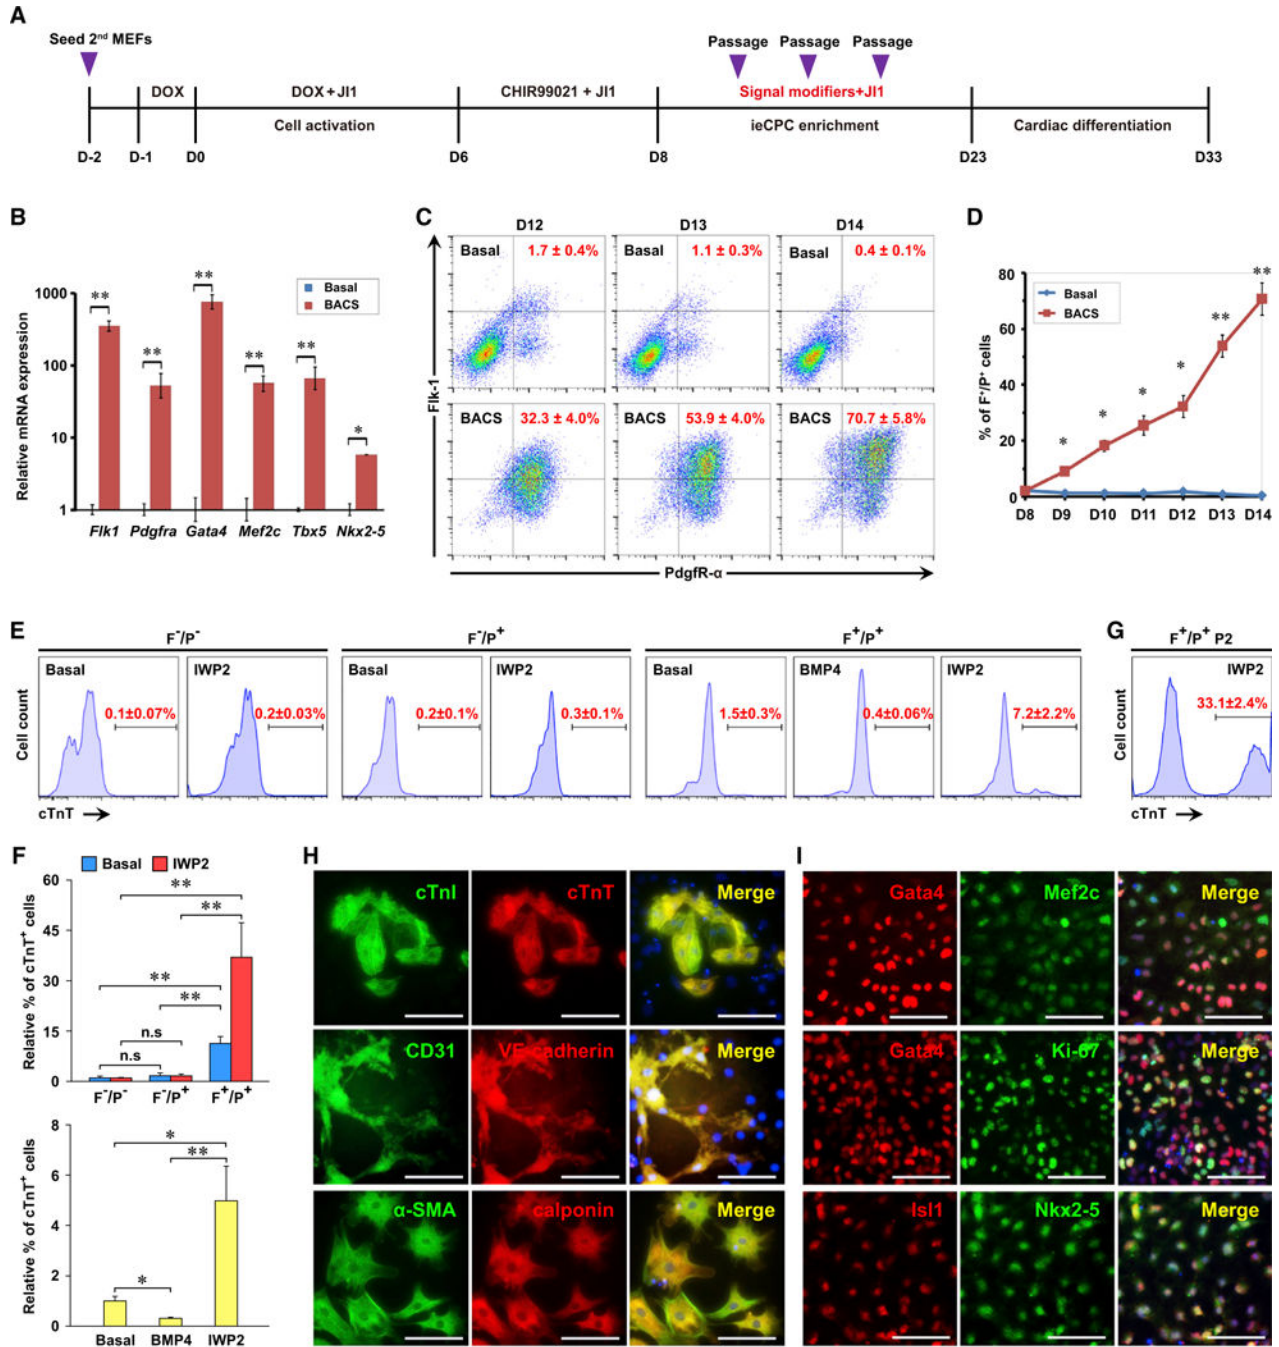 A
Seed 2nd MEFs
Passage Passage Passage
DOX DOX+JI1 CHIR99021 + JI1 Signal modifiers+JI1
Cell activation ieCPC enrichment Cardiac differentiation
D-2 D-1 D0 D6 D8 D23 D33
B
Relative mRNA expression
1000
100
10
1
Basal
BACS
** ** ** ** ** *
Flk1 Pdgfra Gata4 Mef2c Tbx5 Nkx2-5
C
D12 D13 D14
Basal 1.7 ± 0.4% Basal 1.1 ± 0.3% Basal 0.4 ± 0.1%
BACS 32.3 ± 4.0% BACS 53.9 ± 4.0% BACS 70.7 ± 5.8%
Flk-1
PdgfR-α
D
% of F+/P+ cells
80
60
40
20
0
Basal
BACS
* * * * ** **
D8 D9 D10 D11 D12 D13 D14
E
F-/P- F-/P+ F+/P+
Cell count
Basal IWP2 Basal IWP2 Basal BMP4 IWP2
0.1±0.07% 0.2±0.03% 0.2±0.1% 0.3±0.1% 1.5±0.3% 0.4±0.06% 7.2±2.2%
cTnT
G
F+/P+ P2
Cell count
IWP2
33.1±2.4%
cTnT
F
Basal IWP2
Relative % of cTnT+ cells
60
45
30
15
0
**
**
**
**
n.s
n.s
F-/P- F-/P+ F+/P+
Relative % of cTnT+ cells
8
6
4
2
0
*
**
*
Basal BMP4 IWP2
H
cTnI cTnT Merge
CD31 VE-cadherin Merge
α-SMA calponin Merge
I
Gata4 Mef2c Merge
Gata4 Ki-67 Merge
Isl1 Nkx2-5 Merge